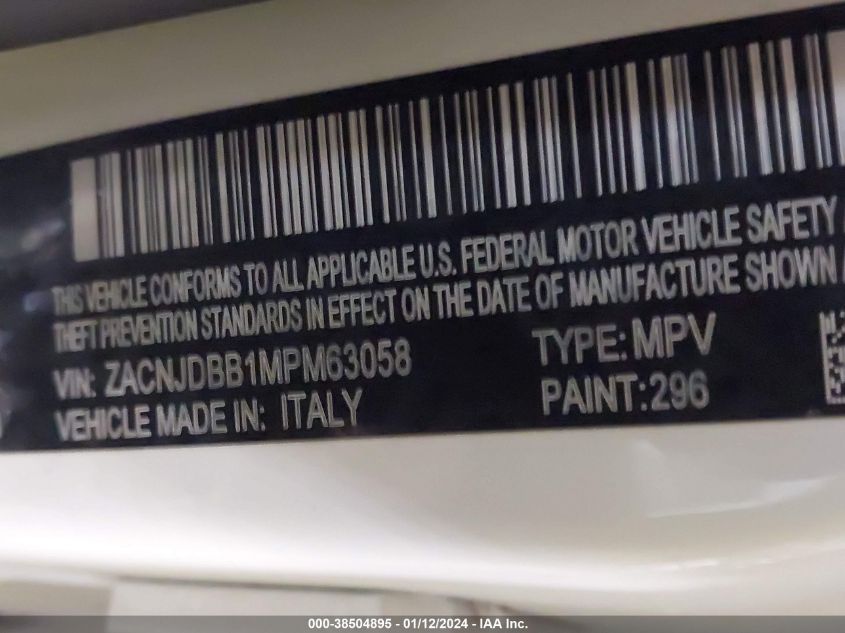 THIS VEHICLE CONFORMS TO ALL APPLICABLE U.S. FEDERAL MOTOR VEHICLE SAFETY
THEFT PREVENTION STANDARDS IN EFFECT ON THE DATE OF MANUFACTURE SHOWN
VIN: ZACNJDBB1MPM63058 TYPE: MPV
VEHICLE MADE IN: ITALY PAINT: 296
000-38504895 - 01/12/2024 - IAA Inc.